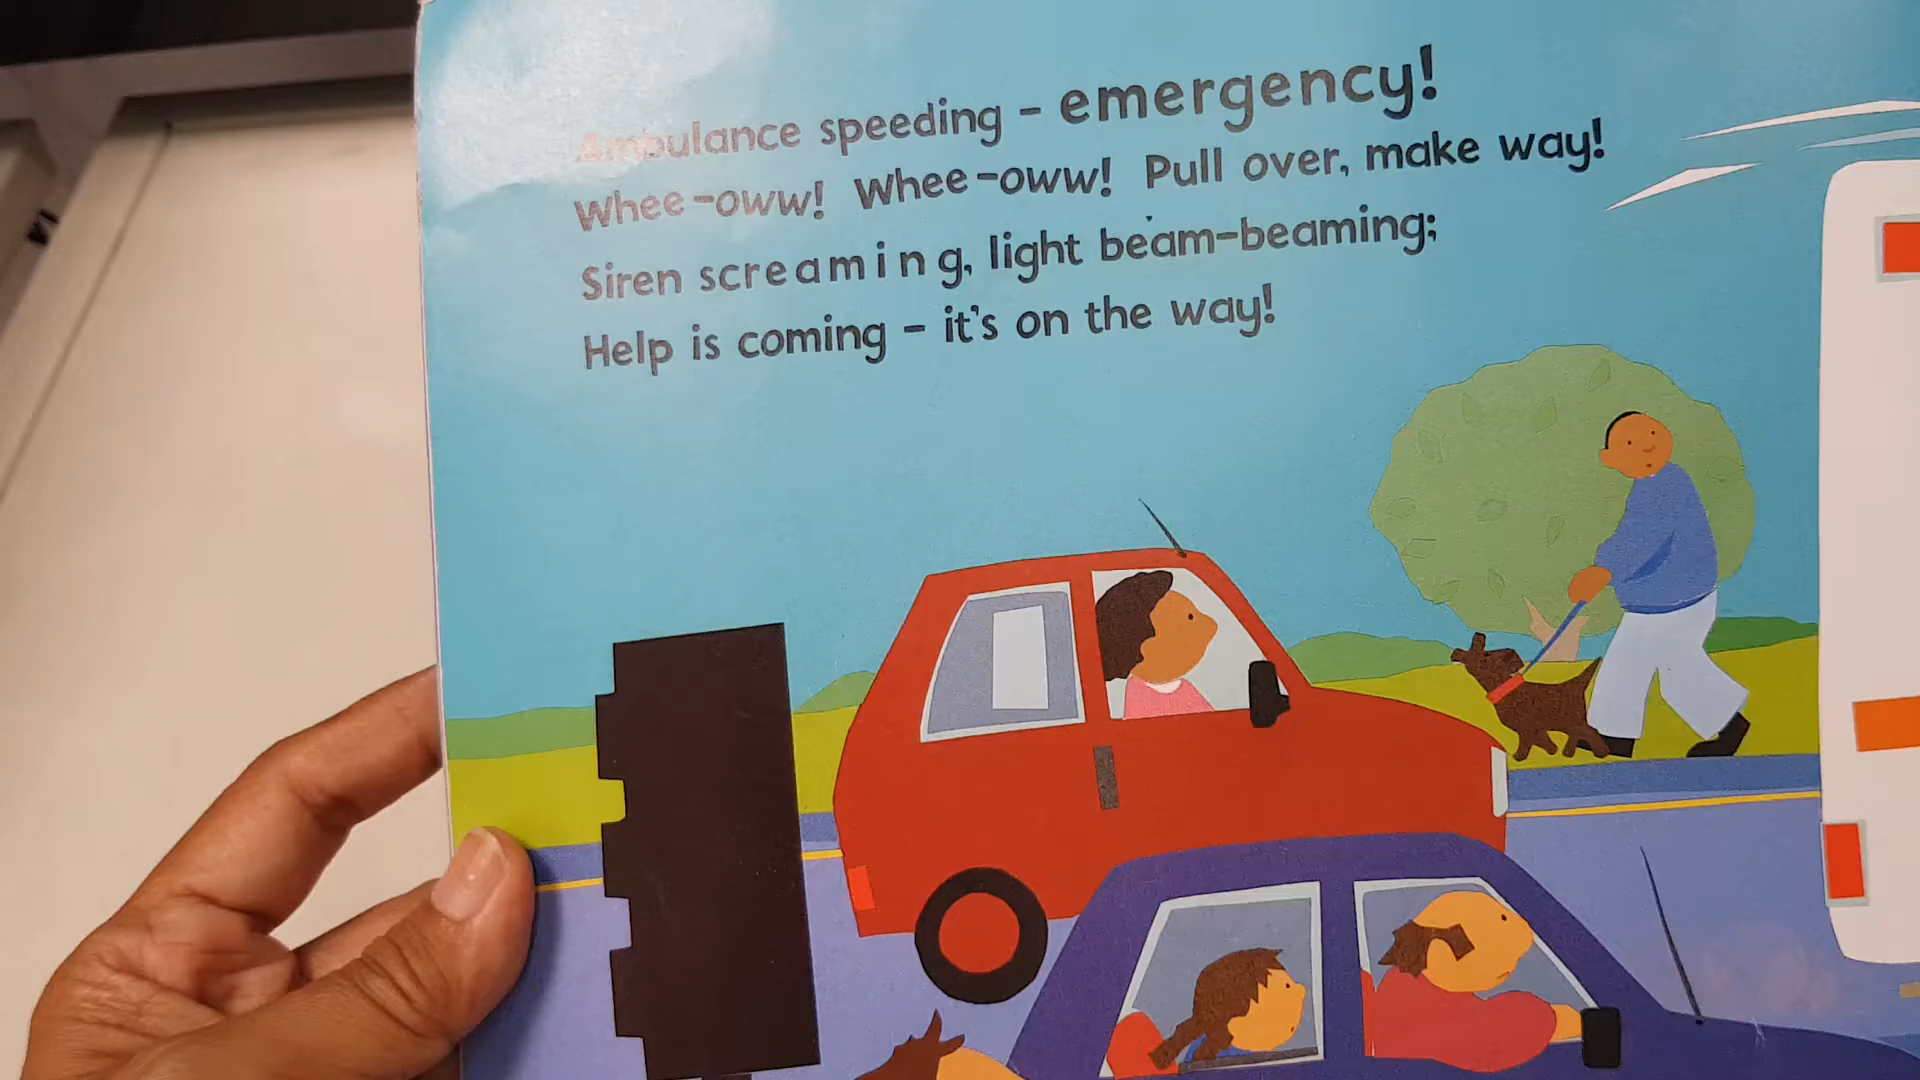 Ambulance speeding – emergency!
Whee-oww! Whee-oww! Pull over, make way!
Siren screaming, light beam-beaming;
Help is coming – it's on the way!